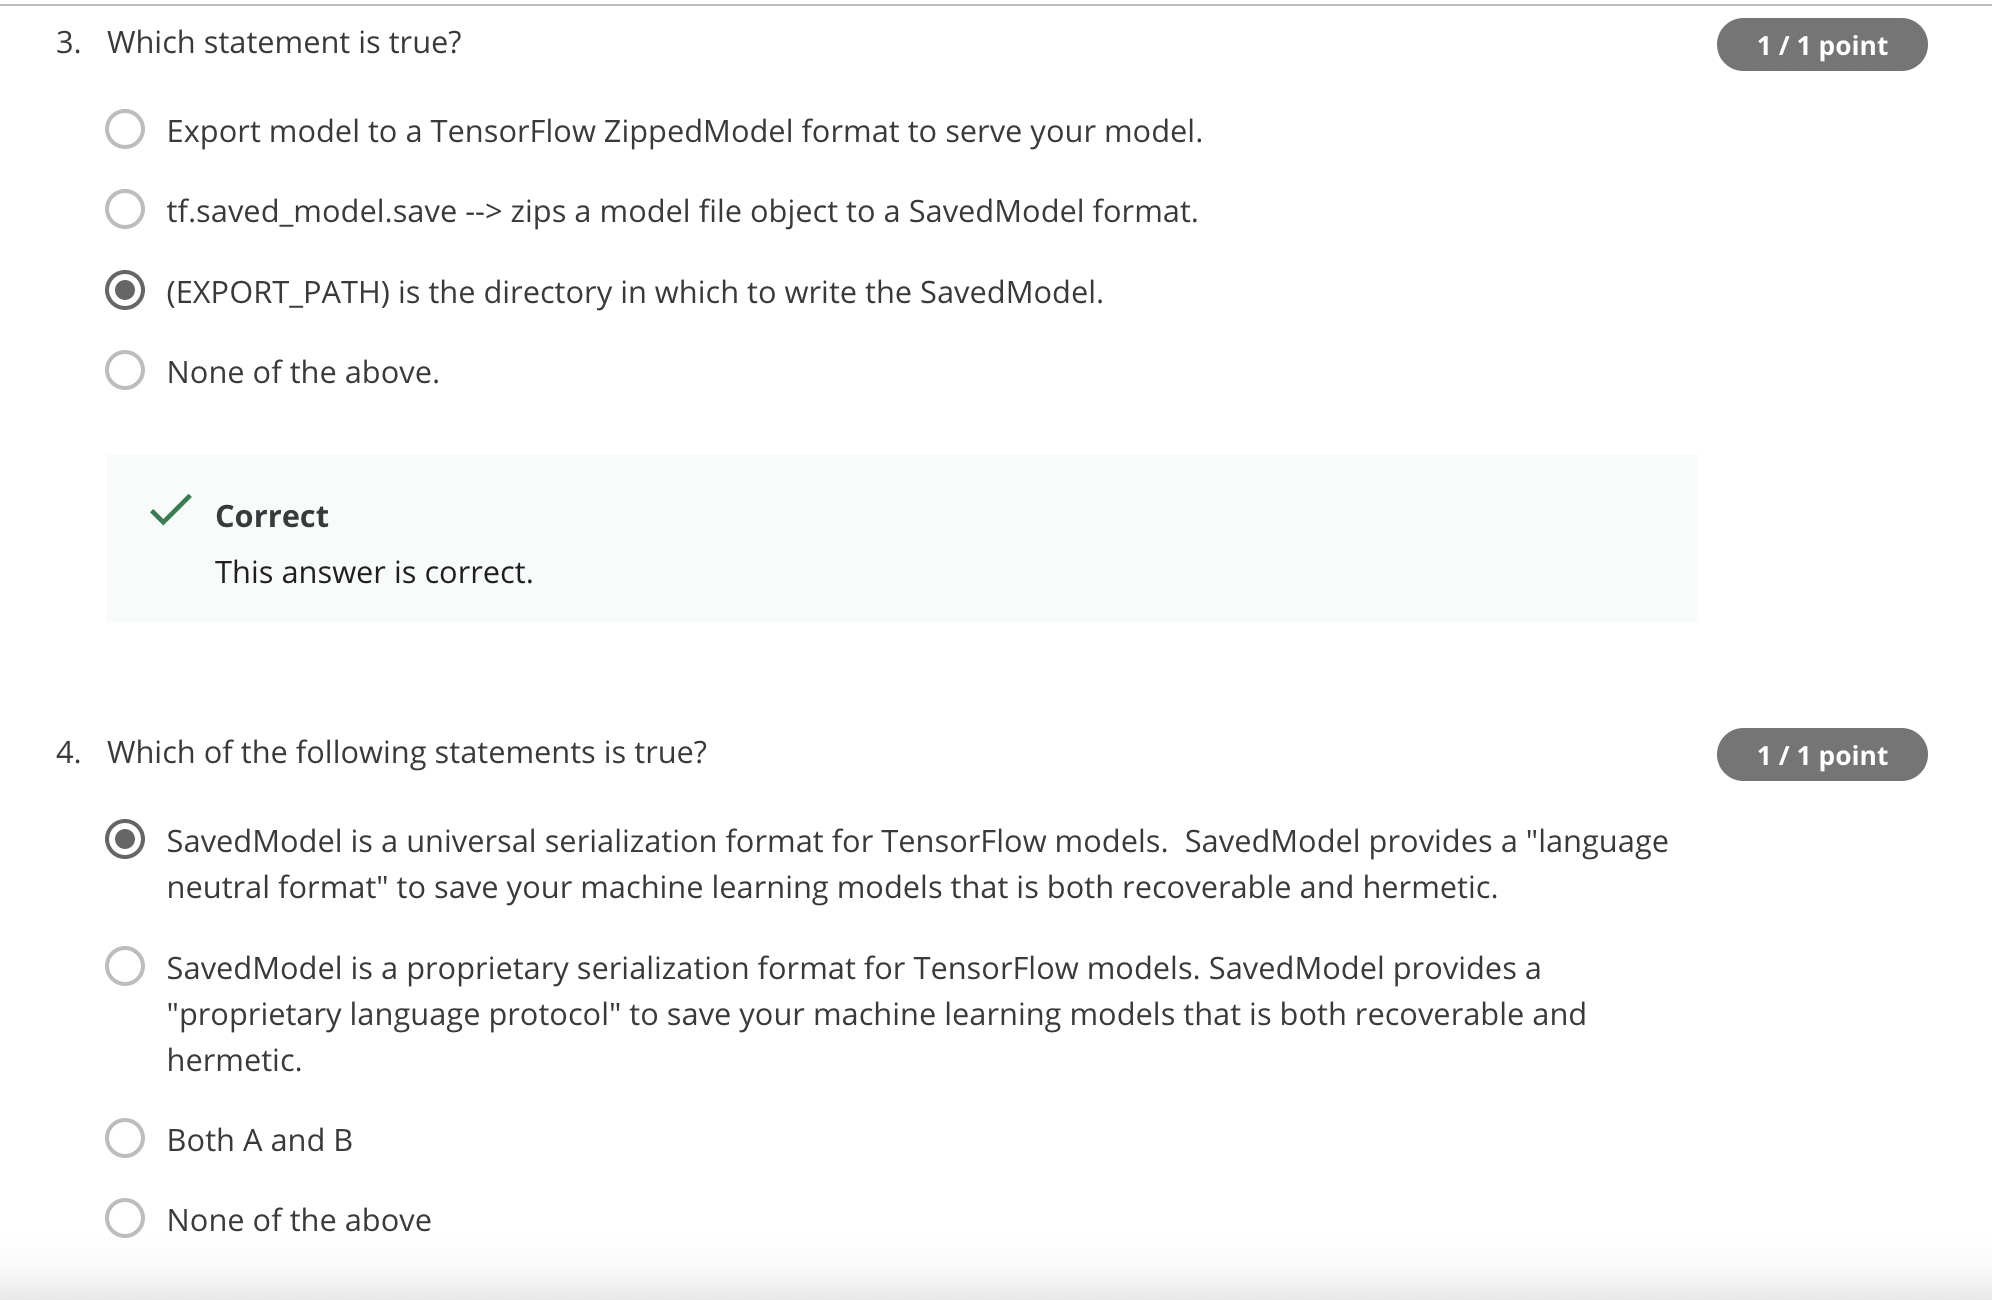 3. Which statement is true?
1 / 1 point
Export model to a TensorFlow ZippedModel format to serve your model.
tf.saved_model.save --> zips a model file object to a SavedModel format.
(EXPORT_PATH) is the directory in which to write the SavedModel.
None of the above.
Correct
This answer is correct.
4. Which of the following statements is true?
1 / 1 point
SavedModel is a universal serialization format for TensorFlow models.  SavedModel provides a "language
neutral format" to save your machine learning models that is both recoverable and hermetic.
SavedModel is a proprietary serialization format for TensorFlow models. SavedModel provides a
"proprietary language protocol" to save your machine learning models that is both recoverable and
hermetic.
Both A and B
None of the above